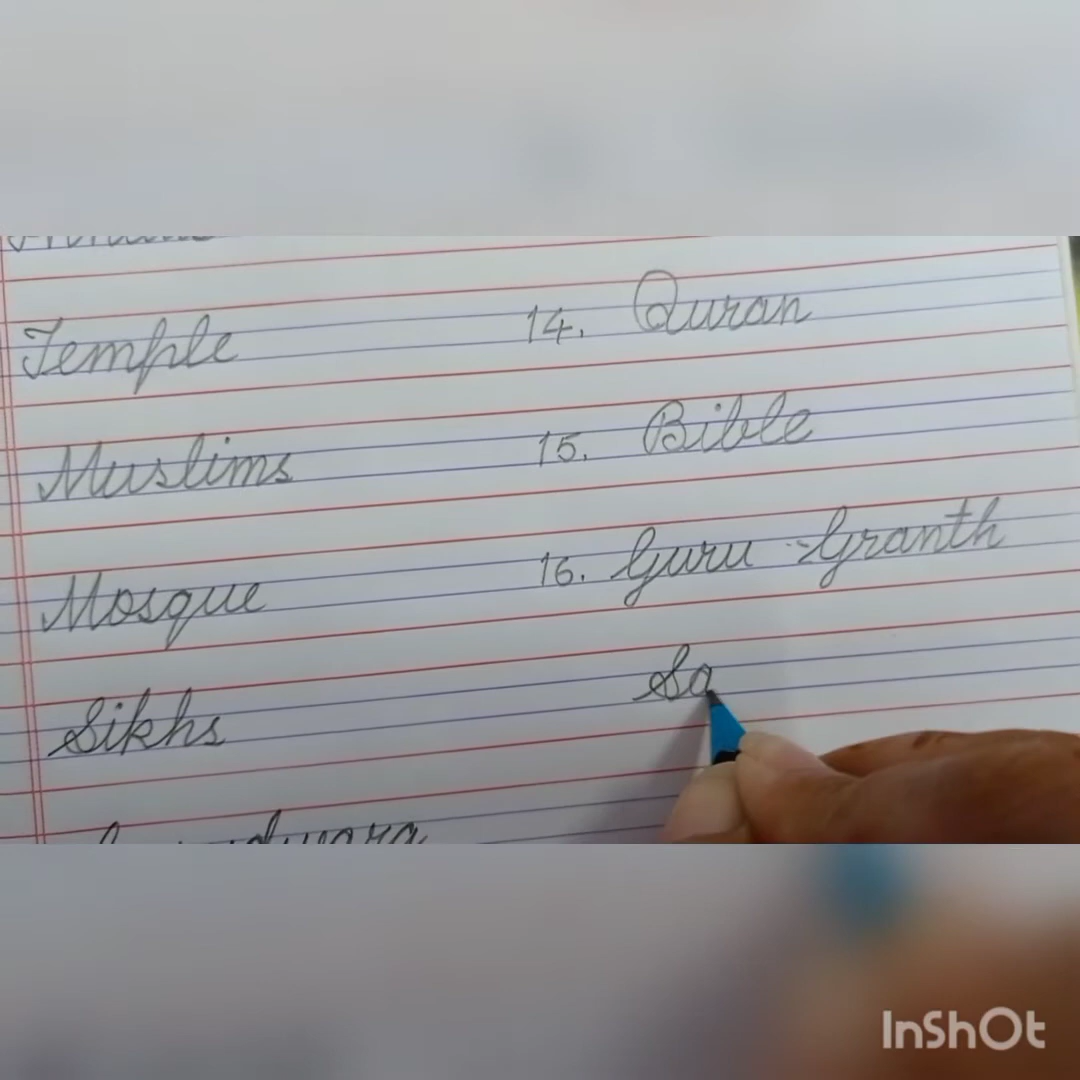 Temple 14. Quran
Muslims 15. Bible
Mosque 16. Guru -Granth
Sikhs Sa
InShOt